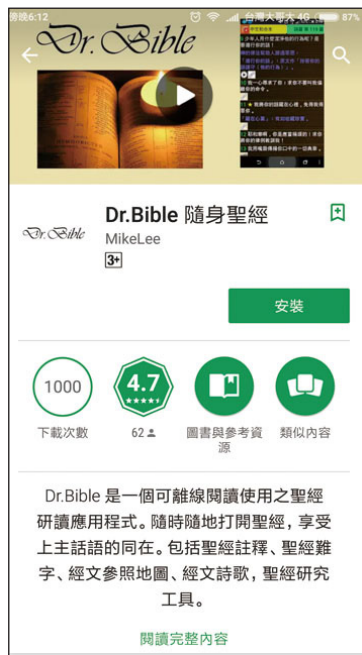 傍晚6:12
台灣大哥大 4G
87%
Dr. Bible
Dr.Bible 隨身聖經
Dr.Bible
MikeLee
3+
安裝
1000
4.7
下載次數
62
圖書與參考資
源
類似內容
Dr.Bible 是一個可離線閱讀使用之聖經
研讀應用程式。隨時隨地打開聖經，享受
上主話語的同在。包括聖經註釋、聖經難
字、經文參照地圖、經文詩歌，聖經研究
工具。
閱讀完整內容